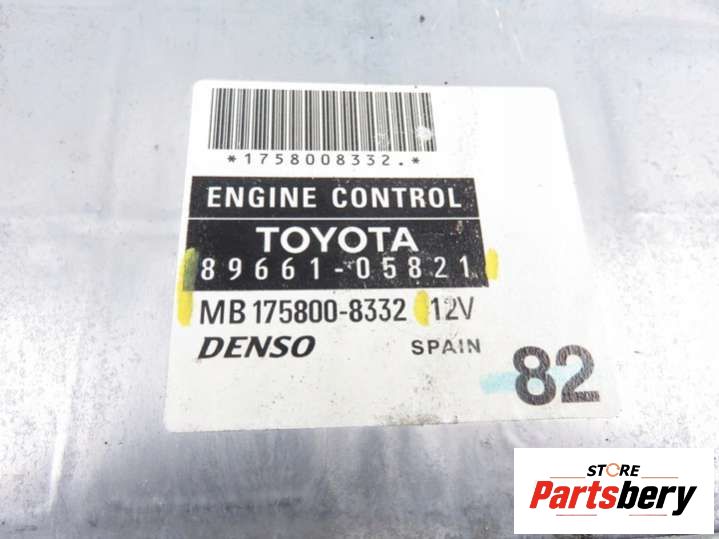 *1758008332.*
ENGINE CONTROL
TOYOTA
89661-05821
MB 175800-8332 12V
DENSO SPAIN
82
STORE
Partsbery